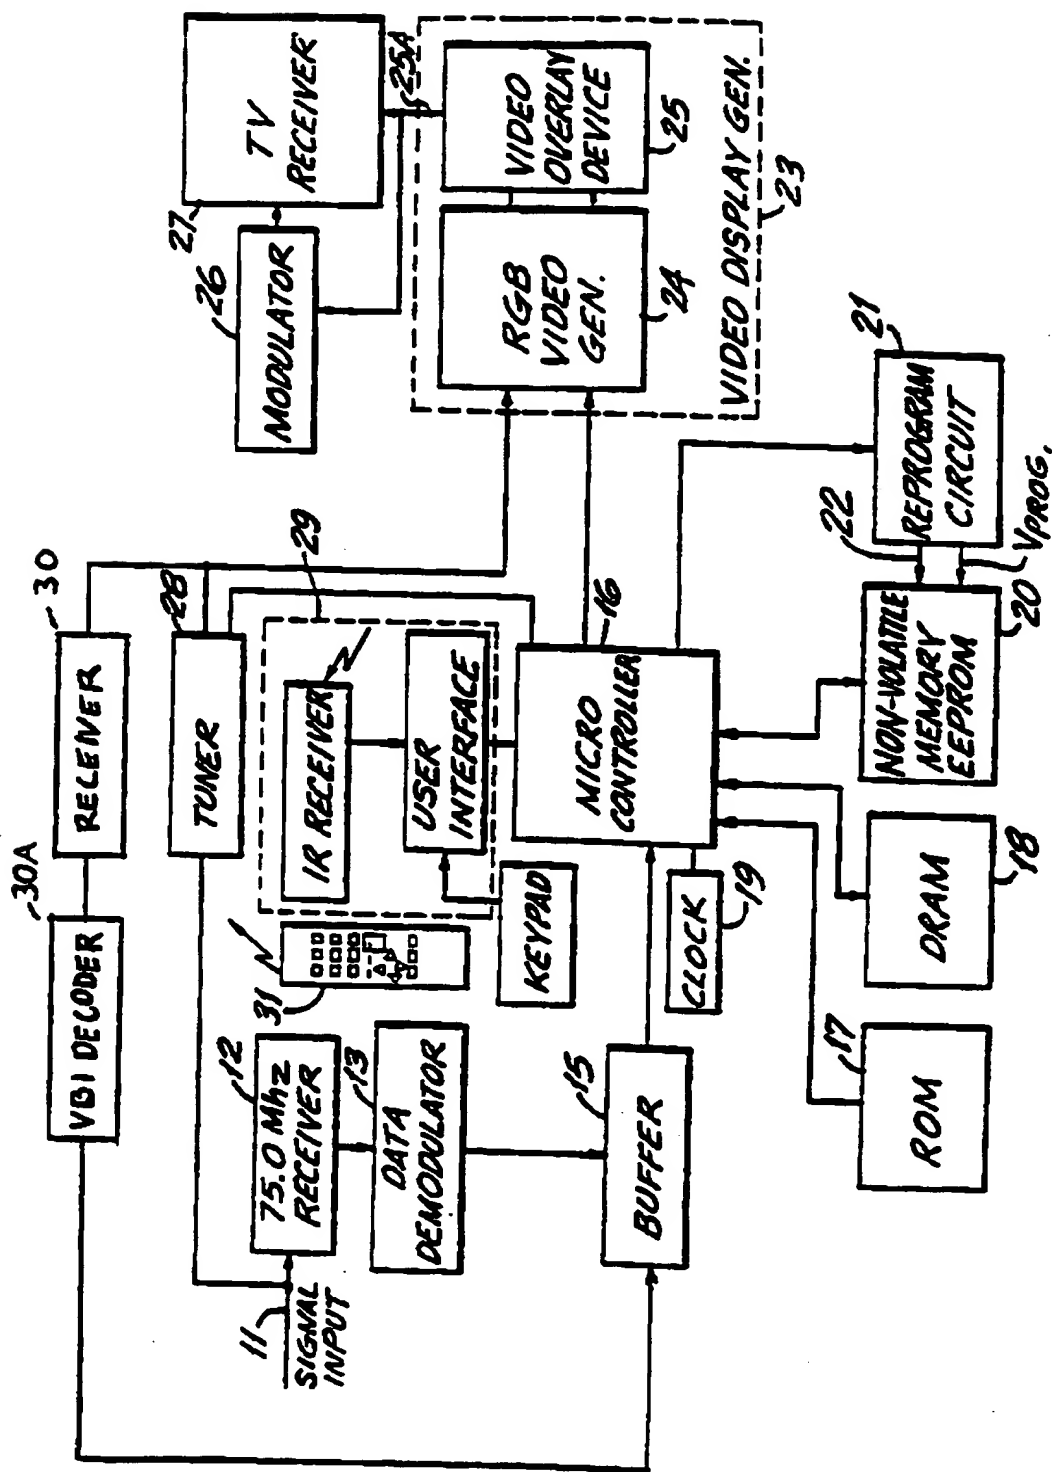 30A
VBI DECODER
30
RECEIVER
28
TUNER
27
TV
RECEIVER
26
MODULATOR
25A
11
SIGNAL
INPUT
12
75.0 Mhz
RECEIVER
13
DATA
DEMODULATOR
31
N
29
IR RECEIVER
N
USER
INTERFACE
KEYPAD
VIDEO
OVERLAY
DEVICE
25
RGB
VIDEO
GEN.
24
VIDEO DISPLAY GEN.
23
15
BUFFER
16
MICRO
CONTROLLER
CLOCK
19
17
ROM
DRAM
18
NON-VOLATILE
MEMORY
EEPROM
20
22
VPROG.
21
REPROGRAM
CIRCUIT